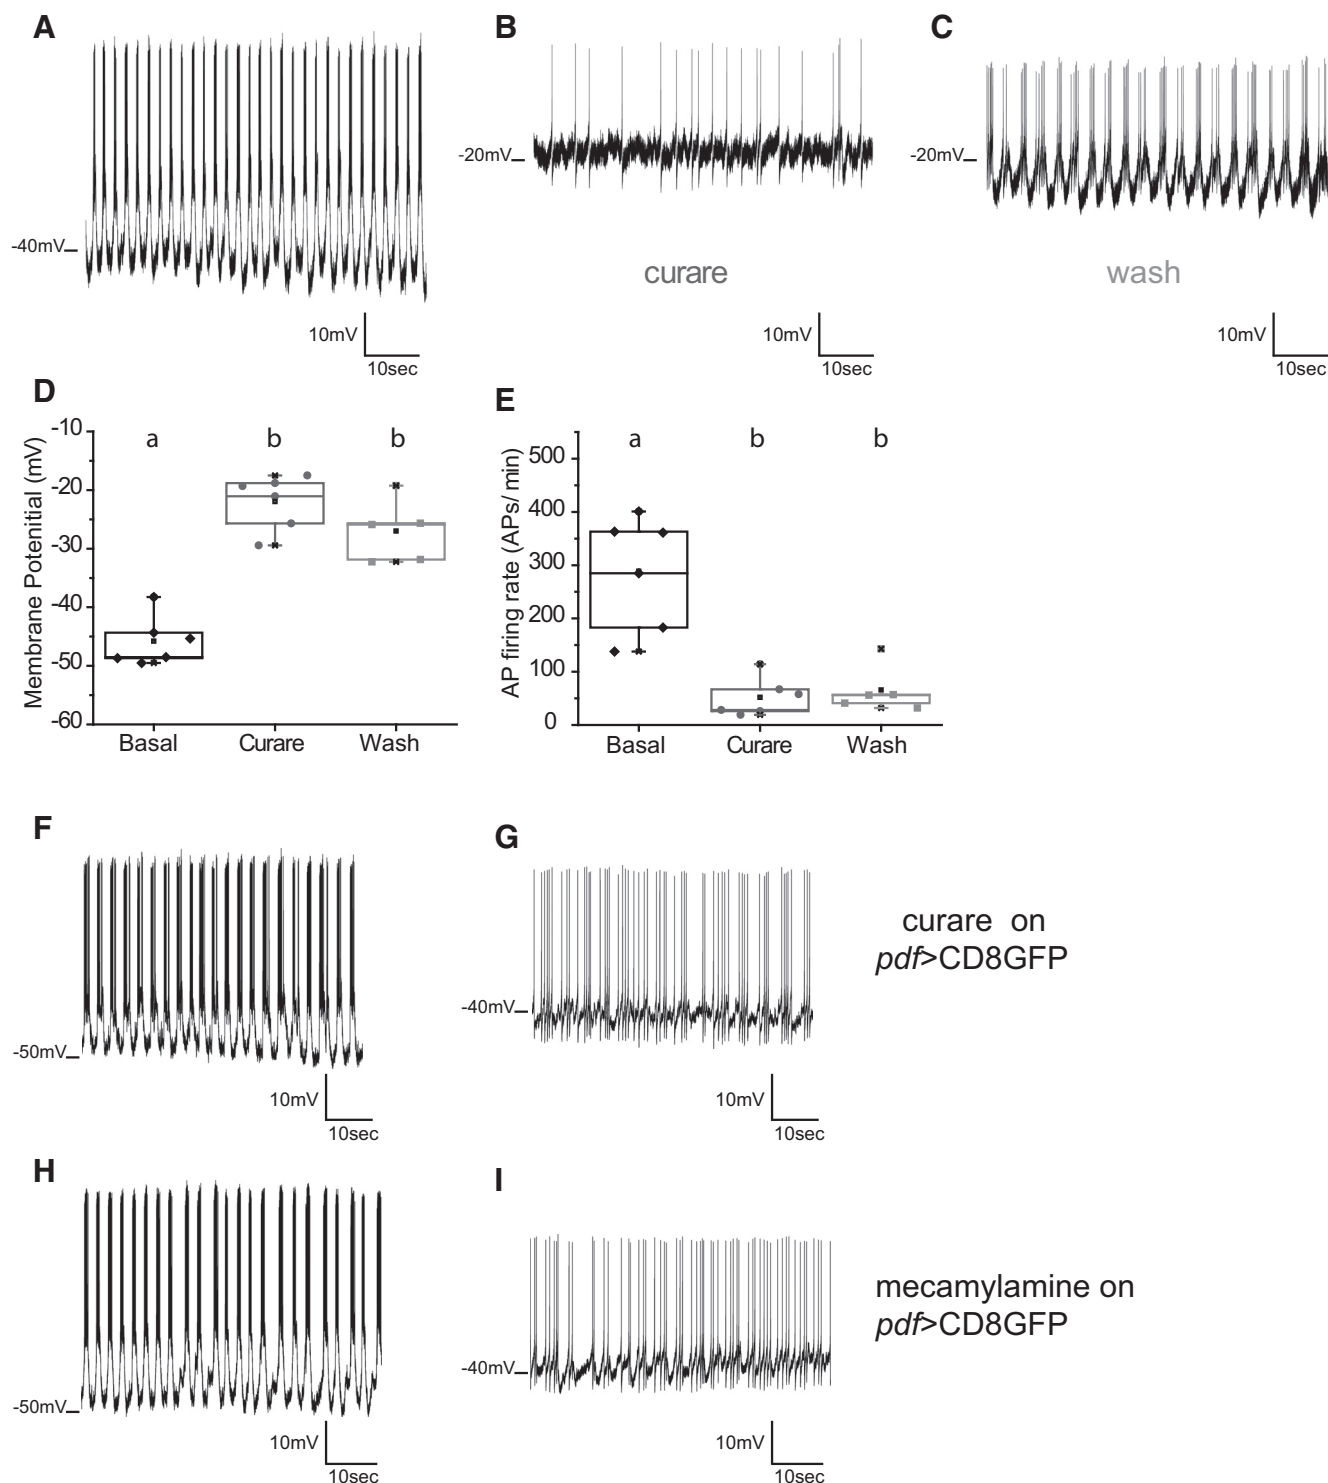 A
B
C
-40mV
-20mV
-20mV
curare
wash
10mV
10sec
10mV
10sec
10mV
10sec
D
E
Membrane Potenitial (mV)
-10
-20
-30
-40
-50
-60
a
b
b
Basal
Curare
Wash
AP firing rate (APs/ min)
500
400
300
200
100
0
a
b
b
Basal
Curare
Wash
F
G
-50mV
-40mV
curare on
pdf>CD8GFP
10mV
10sec
10mV
10sec
H
I
-50mV
-40mV
mecamylamine on
pdf>CD8GFP
10mV
10sec
10mV
10sec